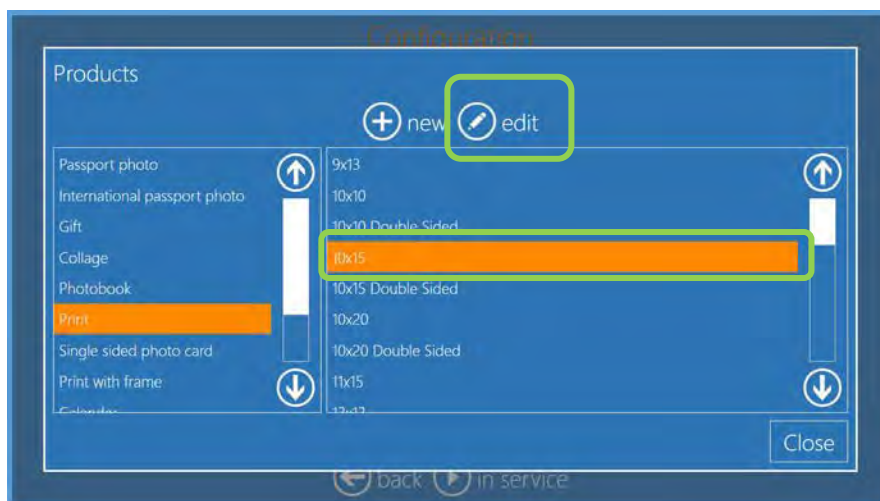 Configuration
Products
new edit
Passport photo
International passport photo
Gift
Collage
Photobook
Print
Single sided photo card
Print with frame
Calendar
9x13
10x10
10x10 Double Sided
10x15
10x15 Double Sided
10x20
10x20 Double Sided
11x15
13x13
Close
back in service